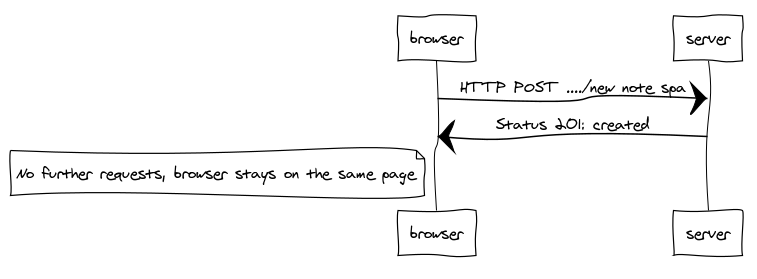 browser server
HTTP POST ..../new note spa
Status 201: created
No further requests, browser stays on the same page
browser server